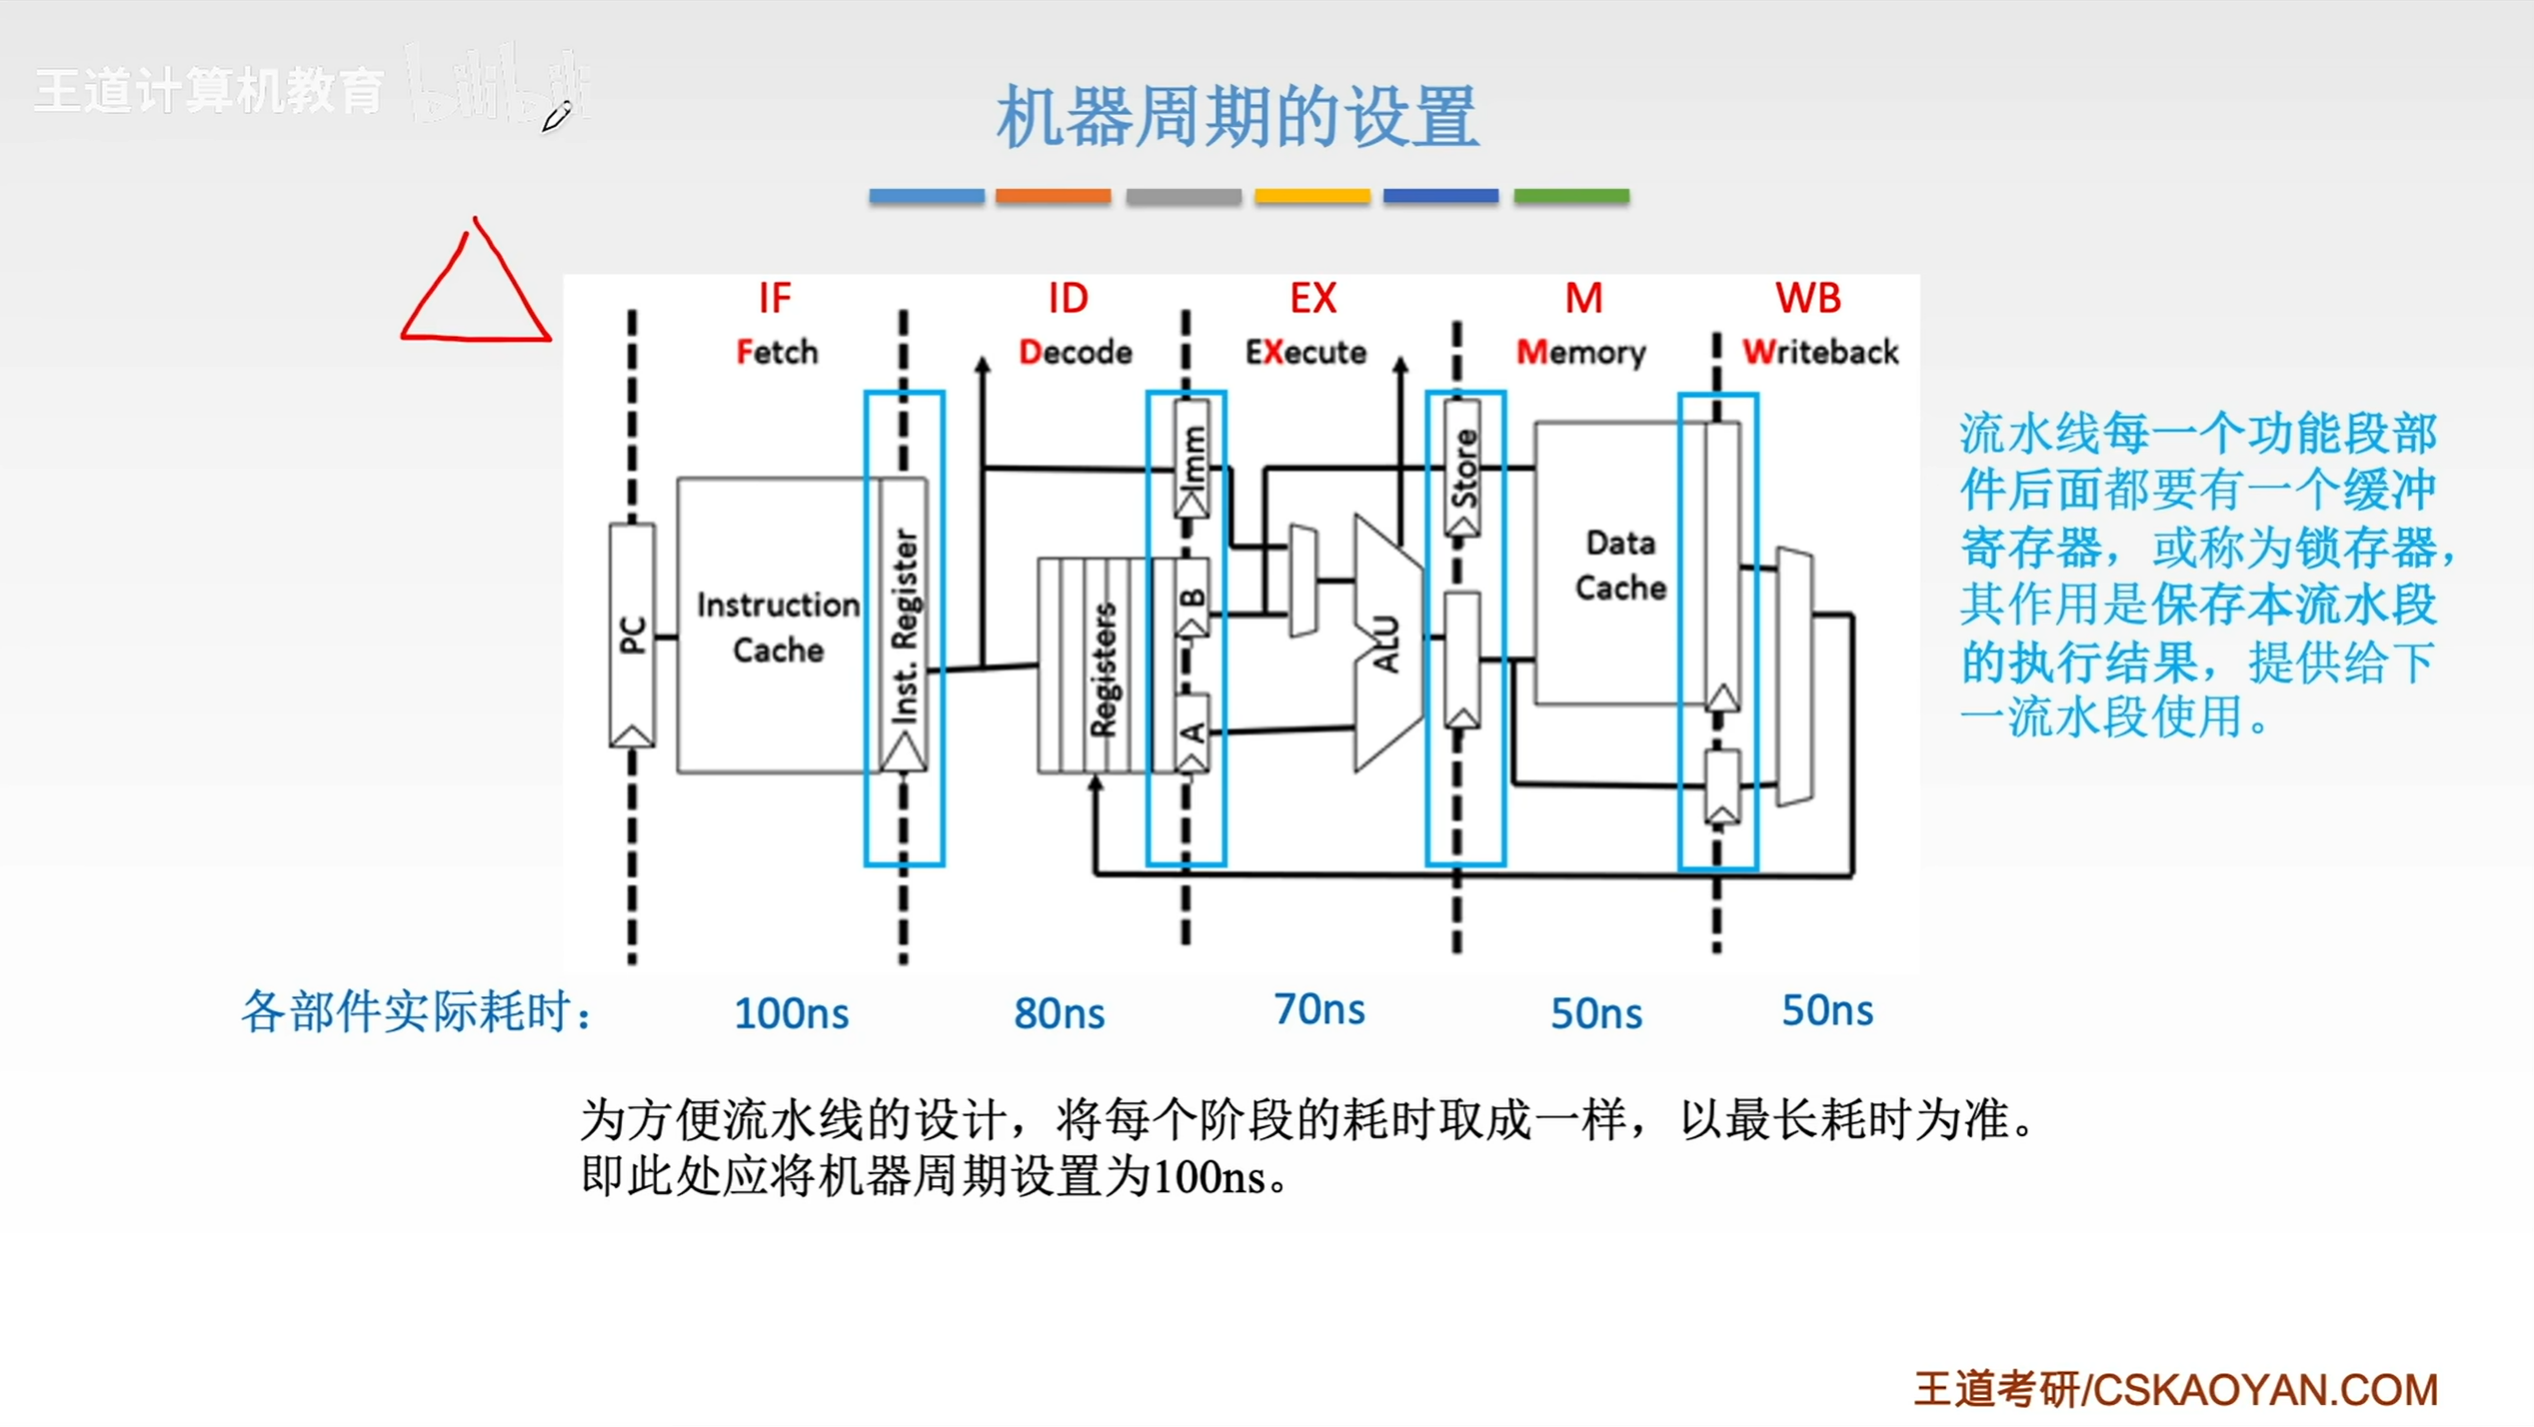 王道计算机教育 bilibili
机器周期的设置
IF ID EX M WB
Fetch Decode EXecute Memory Writeback
PC
Instruction
Cache
Inst. Register
Registers
Imm
B
A
ALU
Store
Data
Cache
流水线每一个功能段部
件后面都要有一个缓冲
寄存器，或称为锁存器，
其作用是保存本流水段
的执行结果，提供给下
一流水段使用。
各部件实际耗时： 100ns 80ns 70ns 50ns 50ns
为方便流水线的设计，将每个阶段的耗时取成一样，以最长耗时为准。
即此处应将机器周期设置为100ns。
王道考研/CSKAOYAN.COM